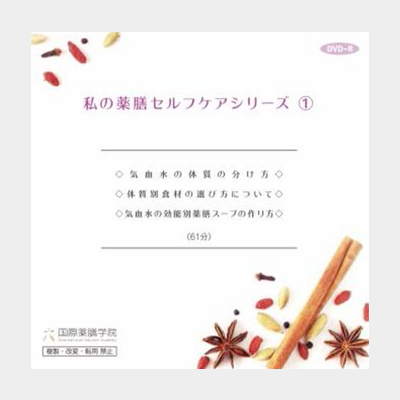 DVD-R
私の薬膳セルフケアシリーズ ①
◇気血水の体質の分け方◇
◇体質別食材の選び方について◇
◇気血水の効能別薬膳スープの作り方◇
(61分)
国際薬膳学院
複製・改変・転用 禁止